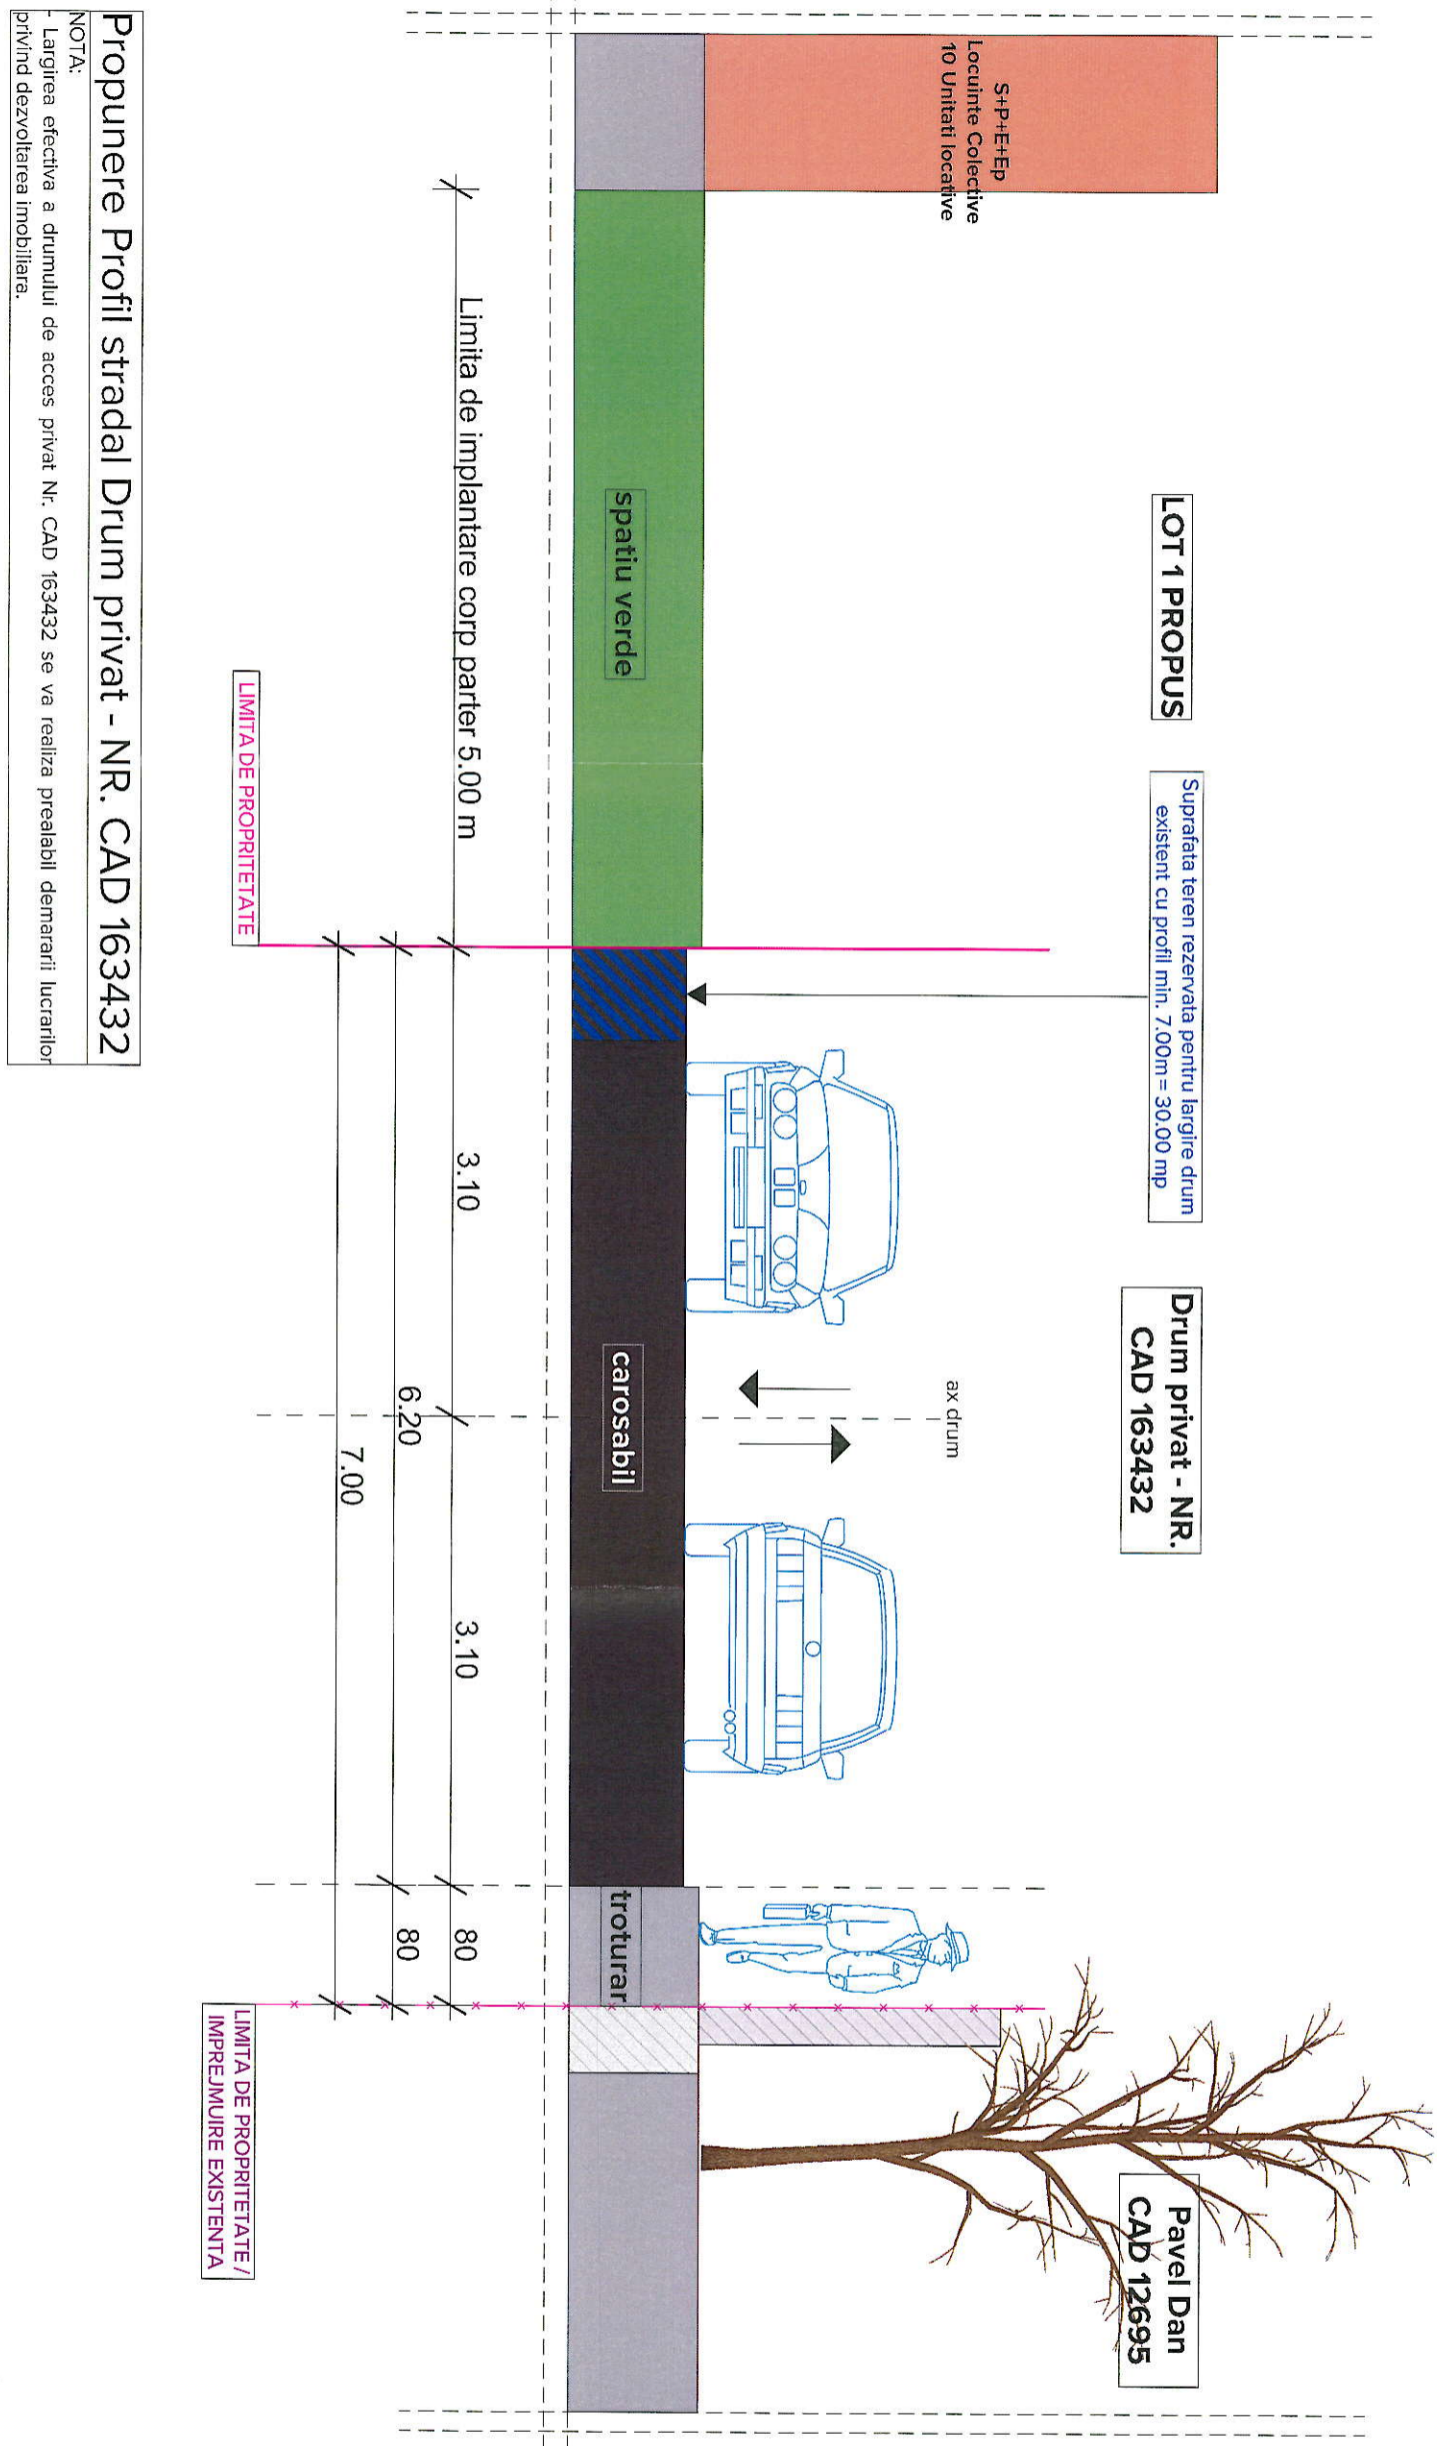 S+P+E+Ep
Locuinte Colective
10 Unitati locative
LOT 1 PROPUS
Suprafata teren rezervata pentru largire drum
existent cu profil min. 7.00m= 30.00 mp
Drum privat - NR.
CAD 163432
Pavel Dan
CAD 12695
ax drum
spatiu verde
carosabil
trotuar
Limita de implantare corp parter 5.00 m
3.10
3.10
80
6.20
80
7.00
LIMITA DE PROPRITETATE
LIMITA DE PROPRITETATE /
IMPREJMUIRE EXISTENTA
Propunere Profil stradal Drum privat - NR. CAD 163432
NOTA:
- Largirea efectiva a drumului de acces privat Nr. CAD 163432 se va realiza prealabil demararii lucrarilor
privind dezvoltarea imobiliara.